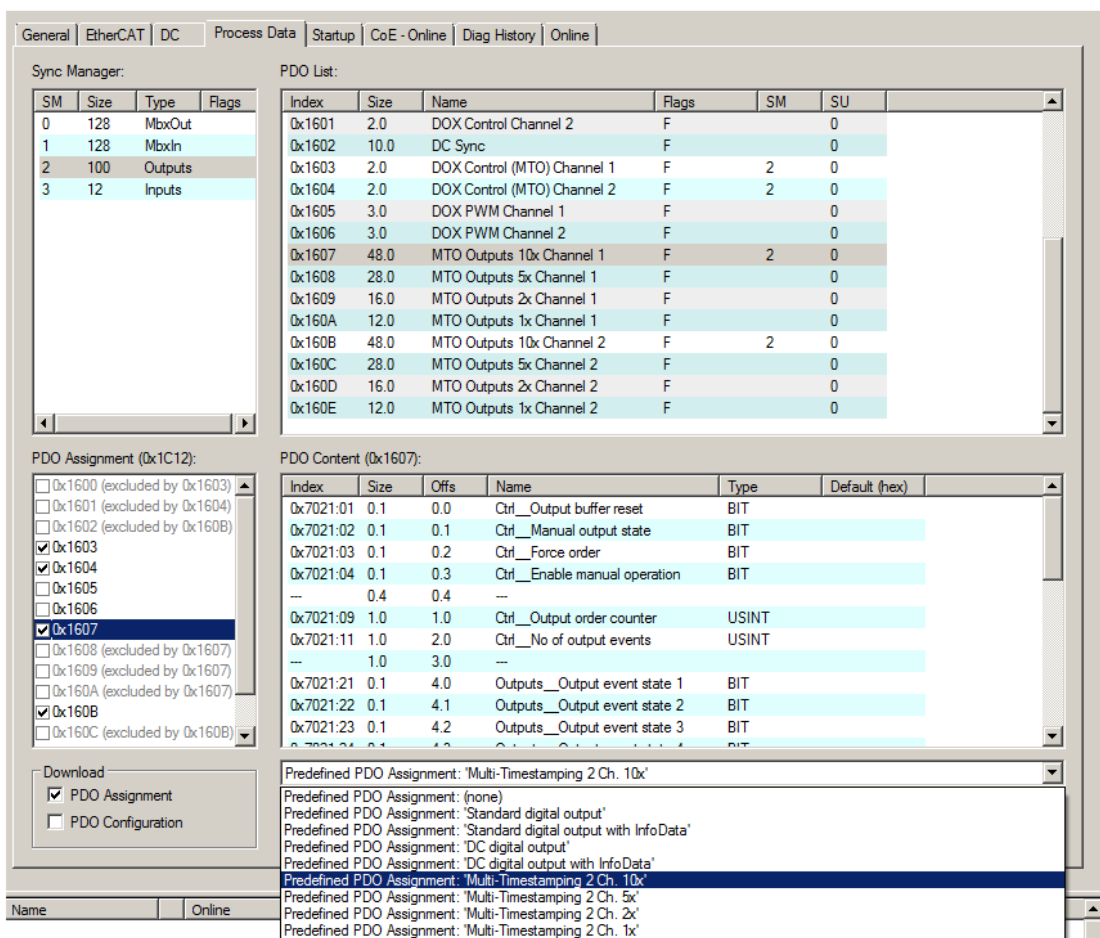 General EtherCAT DC Process Data Startup CoE - Online Diag History Online
Sync Manager:
SM Size Type Flags
0 128 MbxOut
1 128 MbxIn
2 100 Outputs
3 12 Inputs
PDO List:
Index Size Name Flags SM SU
0x1601 2.0 DOX Control Channel 2 F 0
0x1602 10.0 DC Sync F 0
0x1603 2.0 DOX Control (MTO) Channel 1 F 2 0
0x1604 2.0 DOX Control (MTO) Channel 2 F 2 0
0x1605 3.0 DOX PWM Channel 1 F 0
0x1606 3.0 DOX PWM Channel 2 F 0
0x1607 48.0 MTO Outputs 10x Channel 1 F 2 0
0x1608 28.0 MTO Outputs 5x Channel 1 F 0
0x1609 16.0 MTO Outputs 2x Channel 1 F 0
0x160A 12.0 MTO Outputs 1x Channel 1 F 0
0x160B 48.0 MTO Outputs 10x Channel 2 F 2 0
0x160C 28.0 MTO Outputs 5x Channel 2 F 0
0x160D 16.0 MTO Outputs 2x Channel 2 F 0
0x160E 12.0 MTO Outputs 1x Channel 2 F 0
PDO Assignment (0x1C12):
0x1600 (excluded by 0x1603)
0x1601 (excluded by 0x1604)
0x1602 (excluded by 0x160B)
0x1603
0x1604
0x1605
0x1606
0x1607
0x1608 (excluded by 0x1607)
0x1609 (excluded by 0x1607)
0x160A (excluded by 0x1607)
0x160B
0x160C (excluded by 0x160B)
PDO Content (0x1607):
Index Size Offs Name Type Default (hex)
0x7021:01 0.1 0.0 Ctrl__Output buffer reset BIT
0x7021:02 0.1 0.1 Ctrl__Manual output state BIT
0x7021:03 0.1 0.2 Ctrl__Force order BIT
0x7021:04 0.1 0.3 Ctrl__Enable manual operation BIT
--- 0.4 0.4 ---
0x7021:09 1.0 1.0 Ctrl__Output order counter USINT
0x7021:11 1.0 2.0 Ctrl__No of output events USINT
--- 1.0 3.0 ---
0x7021:21 0.1 4.0 Outputs__Output event state 1 BIT
0x7021:22 0.1 4.1 Outputs__Output event state 2 BIT
0x7021:23 0.1 4.2 Outputs__Output event state 3 BIT
Download
PDO Assignment
PDO Configuration
Predefined PDO Assignment: 'Multi-Timestamping 2 Ch. 10x'
Predefined PDO Assignment: (none)
Predefined PDO Assignment: 'Standard digital output'
Predefined PDO Assignment: 'Standard digital output with InfoData'
Predefined PDO Assignment: 'DC digital output'
Predefined PDO Assignment: 'DC digital output with InfoData'
Predefined PDO Assignment: 'Multi-Timestamping 2 Ch. 10x'
Predefined PDO Assignment: 'Multi-Timestamping 2 Ch. 5x'
Predefined PDO Assignment: 'Multi-Timestamping 2 Ch. 2x'
Predefined PDO Assignment: 'Multi-Timestamping 2 Ch. 1x'
Name Online